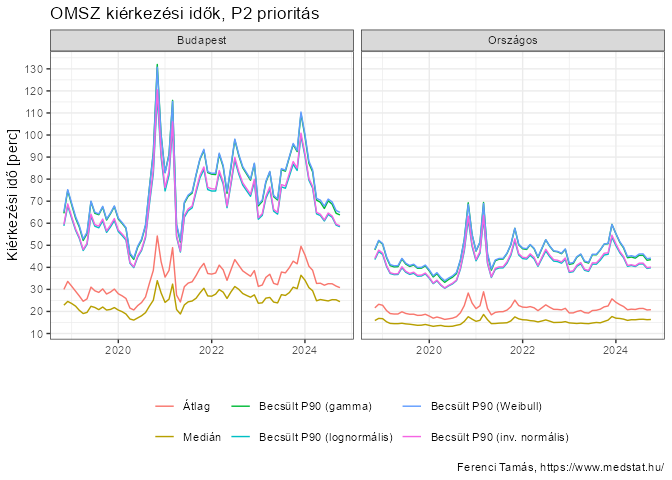 OMSZ kiérkezési idők, P2 prioritás
Budapest
Országos
Kiérkezési idő [perc]
130
120
110
100
90
80
70
60
50
40
30
20
10
2020
2022
2024
2020
2022
2024
Átlag
Becsült P90 (gamma)
Becsült P90 (Weibull)
Medián
Becsült P90 (lognormális)
Becsült P90 (inv. normális)
Ferenci Tamás, https://www.medstat.hu/